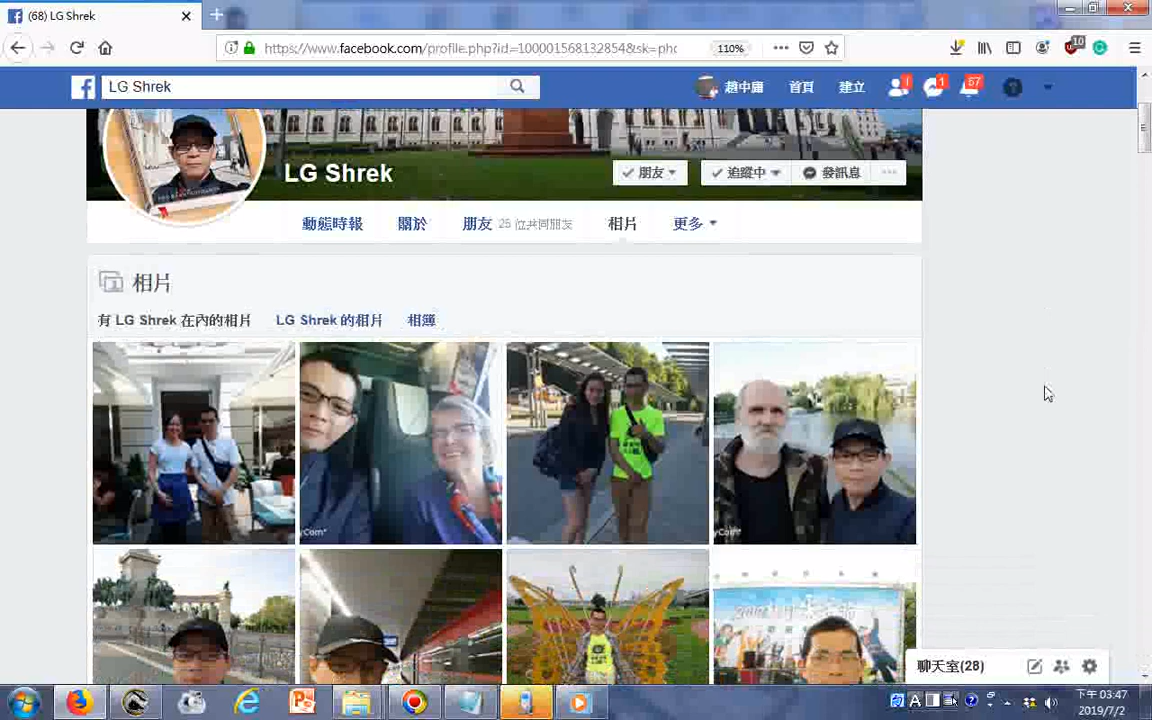 (68) LG Shrek
https://www.facebook.com/profile.php?id=100001568132854&sk=pho
110%
10
LG Shrek
趙中庸 首頁 建立
1
1
67
LG Shrek
朋友 追蹤中 發訊息
動態時報 關於 朋友 25 位共同朋友 相片 更多
相片
有 LG Shrek 在內的相片 LG Shrek 的相片 相簿
聊天室(28)
下午 03:47
2019/7/2